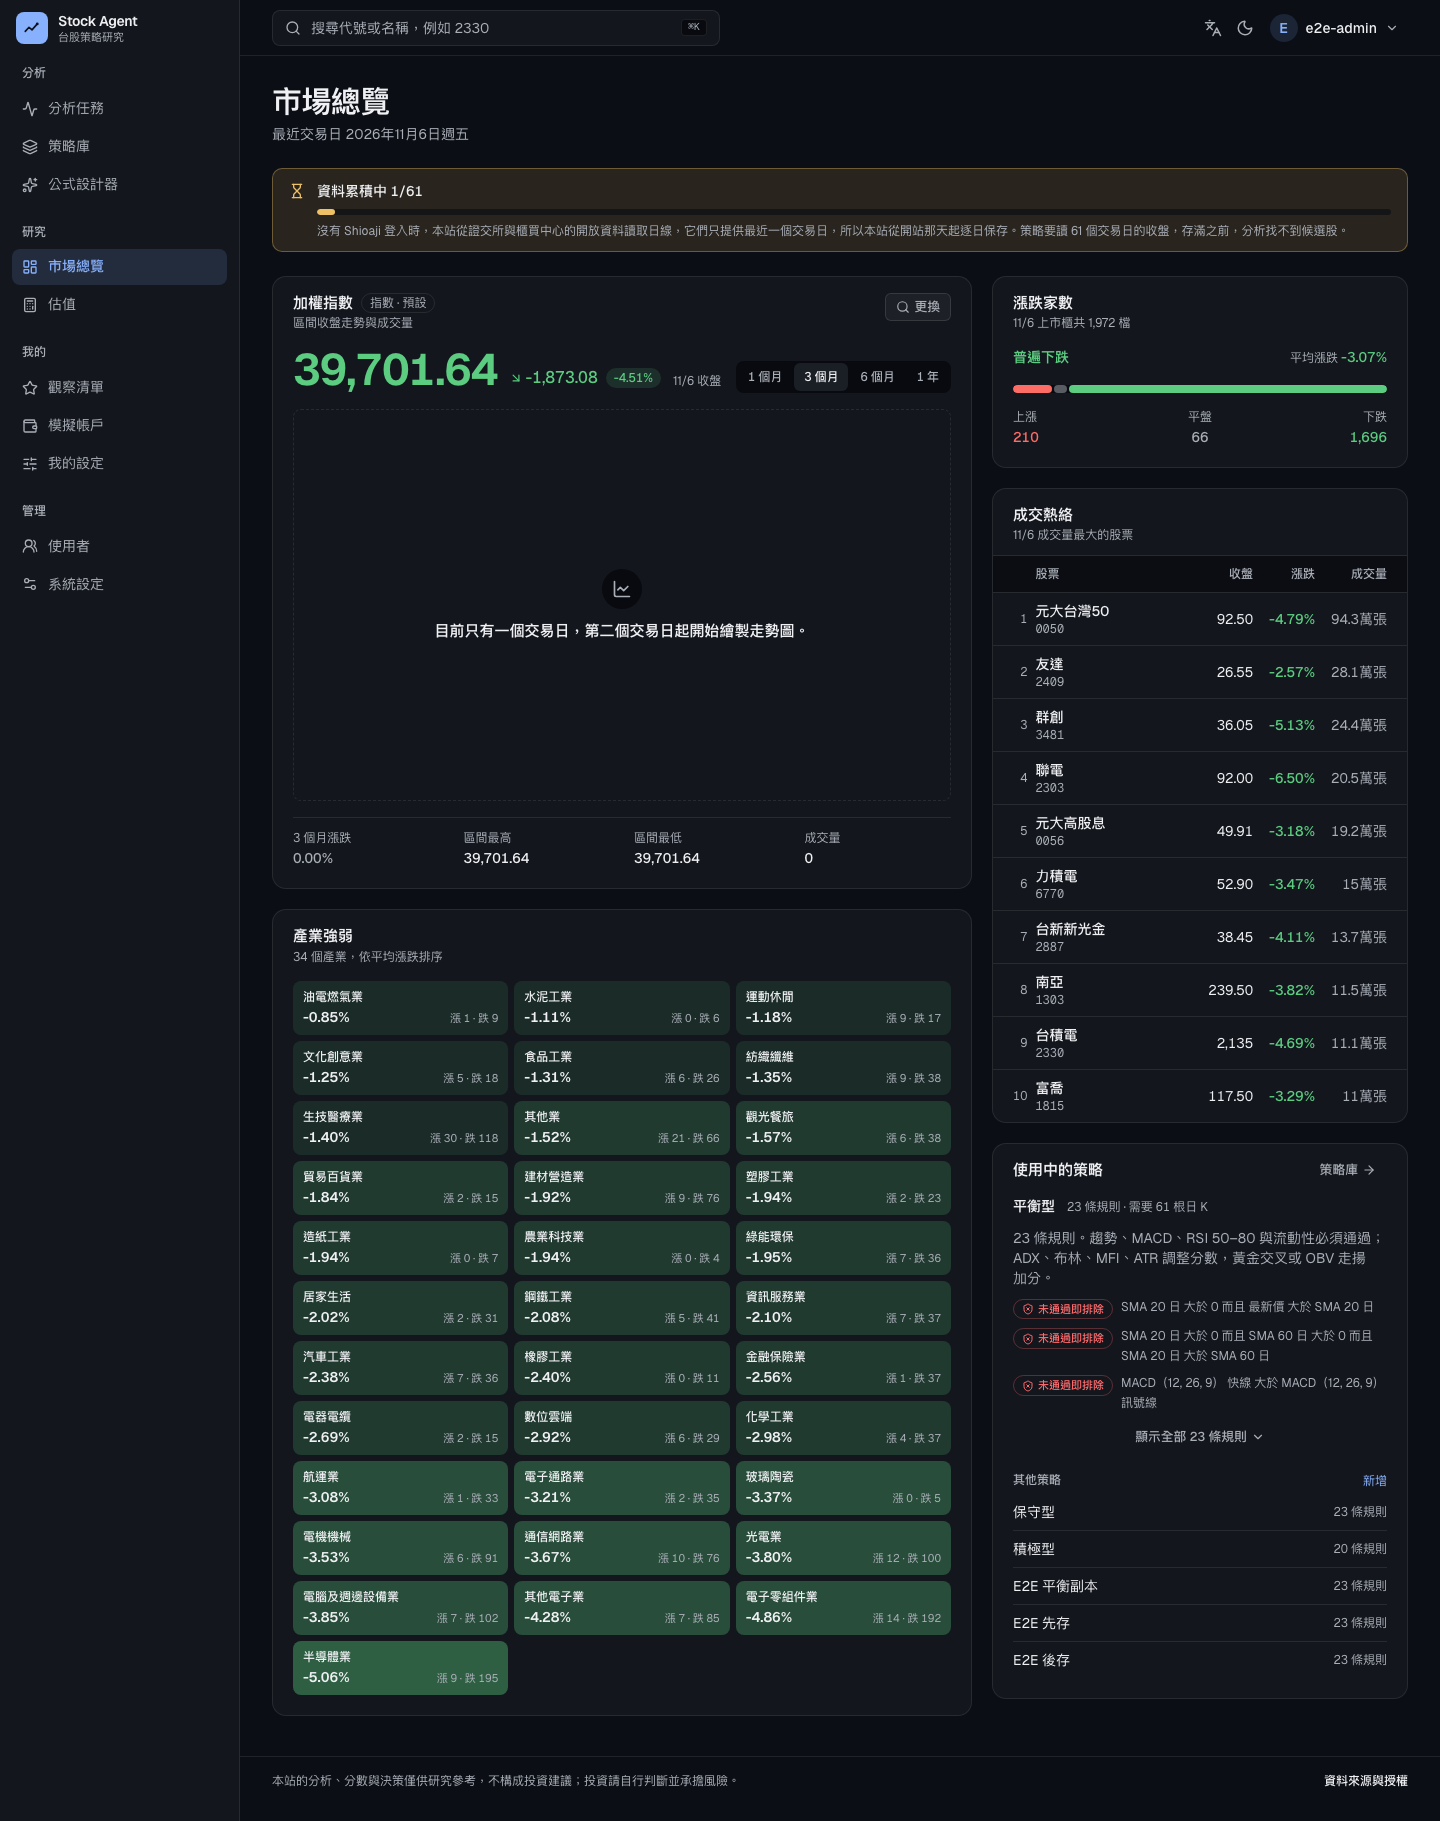 Stock Agent
台股策略研究
分析
分析任務
策略庫
公式設計器
研究
市場總覽
估值
我的
觀察清單
模擬帳戶
我的設定
管理
使用者
系統設定
搜尋代號或名稱，例如 2330
⌘K
E
e2e-admin
市場總覽
最近交易日 2026年11月6日週五
資料累積中 1/61
沒有 Shioaji 登入時，本站從證交所與櫃買中心的開放資料讀取日線，它們只提供最近一個交易日，所以本站從開站那天起逐日保存。策略要讀 61 個交易日的收盤，存滿之前，分析找不到候選股。
加權指數 指數 · 預設
更換
區間收盤走勢與成交量
39,701.64 -1,873.08 -4.51% 11/6 收盤
1 個月 3 個月 6 個月 1 年
目前只有一個交易日，第二個交易日起開始繪製走勢圖。
3 個月漲跌 區間最高 區間最低 成交量
0.00% 39,701.64 39,701.64 0
產業強弱
34 個產業，依平均漲跌排序
油電燃氣業 水泥工業 運動休閒
-0.85% 漲 1 · 跌 9 -1.11% 漲 0 · 跌 6 -1.18% 漲 9 · 跌 17
文化創意業 食品工業 紡織纖維
-1.25% 漲 5 · 跌 18 -1.31% 漲 6 · 跌 26 -1.35% 漲 9 · 跌 38
生技醫療業 其他業 觀光餐旅
-1.40% 漲 30 · 跌 118 -1.52% 漲 21 · 跌 66 -1.57% 漲 6 · 跌 38
貿易百貨業 建材營造業 塑膠工業
-1.84% 漲 2 · 跌 15 -1.92% 漲 9 · 跌 76 -1.94% 漲 2 · 跌 23
造紙工業 農業科技業 綠能環保
-1.94% 漲 0 · 跌 7 -1.94% 漲 0 · 跌 4 -1.95% 漲 7 · 跌 36
居家生活 鋼鐵工業 資訊服務業
-2.02% 漲 2 · 跌 31 -2.08% 漲 5 · 跌 41 -2.10% 漲 7 · 跌 37
汽車工業 橡膠工業 金融保險業
-2.38% 漲 7 · 跌 36 -2.40% 漲 0 · 跌 11 -2.56% 漲 1 · 跌 37
電器電纜 數位雲端 化學工業
-2.69% 漲 2 · 跌 15 -2.92% 漲 6 · 跌 29 -2.98% 漲 4 · 跌 37
航運業 電子通路業 玻璃陶瓷
-3.08% 漲 1 · 跌 33 -3.21% 漲 2 · 跌 35 -3.37% 漲 0 · 跌 5
電機機械 通信網路業 光電業
-3.53% 漲 6 · 跌 91 -3.67% 漲 10 · 跌 76 -3.80% 漲 12 · 跌 100
電腦及週邊設備業 其他電子業 電子零組件業
-3.85% 漲 7 · 跌 102 -4.28% 漲 7 · 跌 85 -4.86% 漲 14 · 跌 192
半導體業
-5.06% 漲 9 · 跌 195
漲跌家數
11/6 上市櫃共 1,972 檔
普遍下跌 平均漲跌 -3.07%
上漲 平盤 下跌
210 66 1,696
成交熱絡
11/6 成交量最大的股票
股票 收盤 漲跌 成交量
1 元大台灣50 92.50 -4.79% 94.3萬張
0050
2 友達 26.55 -2.57% 28.1萬張
2409
3 群創 36.05 -5.13% 24.4萬張
3481
4 聯電 92.00 -6.50% 20.5萬張
2303
5 元大高股息 49.91 -3.18% 19.2萬張
0056
6 力積電 52.90 -3.47% 15萬張
6770
7 台新新光金 38.45 -4.11% 13.7萬張
2887
8 南亞 239.50 -3.82% 11.5萬張
1303
9 台積電 2,135 -4.69% 11.1萬張
2330
10 富喬 117.50 -3.29% 11萬張
1815
使用中的策略 策略庫
平衡型 23 條規則 · 需要 61 根日 K
23 條規則。趨勢、MACD、RSI 50–80 與流動性必須通過；
ADX、布林、MFI、ATR 調整分數，黃金交叉或 OBV 走揚
加分。
未通過即排除 SMA 20 日 大於 0 而且 最新價 大於 SMA 20 日
未通過即排除 SMA 20 日 大於 0 而且 SMA 60 日 大於 0 而且
SMA 20 日 大於 SMA 60 日
未通過即排除 MACD（12, 26, 9） 快線 大於 MACD（12, 26, 9）
訊號線
顯示全部 23 條規則
其他策略 新增
保守型 23 條規則
積極型 20 條規則
E2E 平衡副本 23 條規則
E2E 先存 23 條規則
E2E 後存 23 條規則
本站的分析、分數與決策僅供研究參考，不構成投資建議；投資請自行判斷並承擔風險。
資料來源與授權